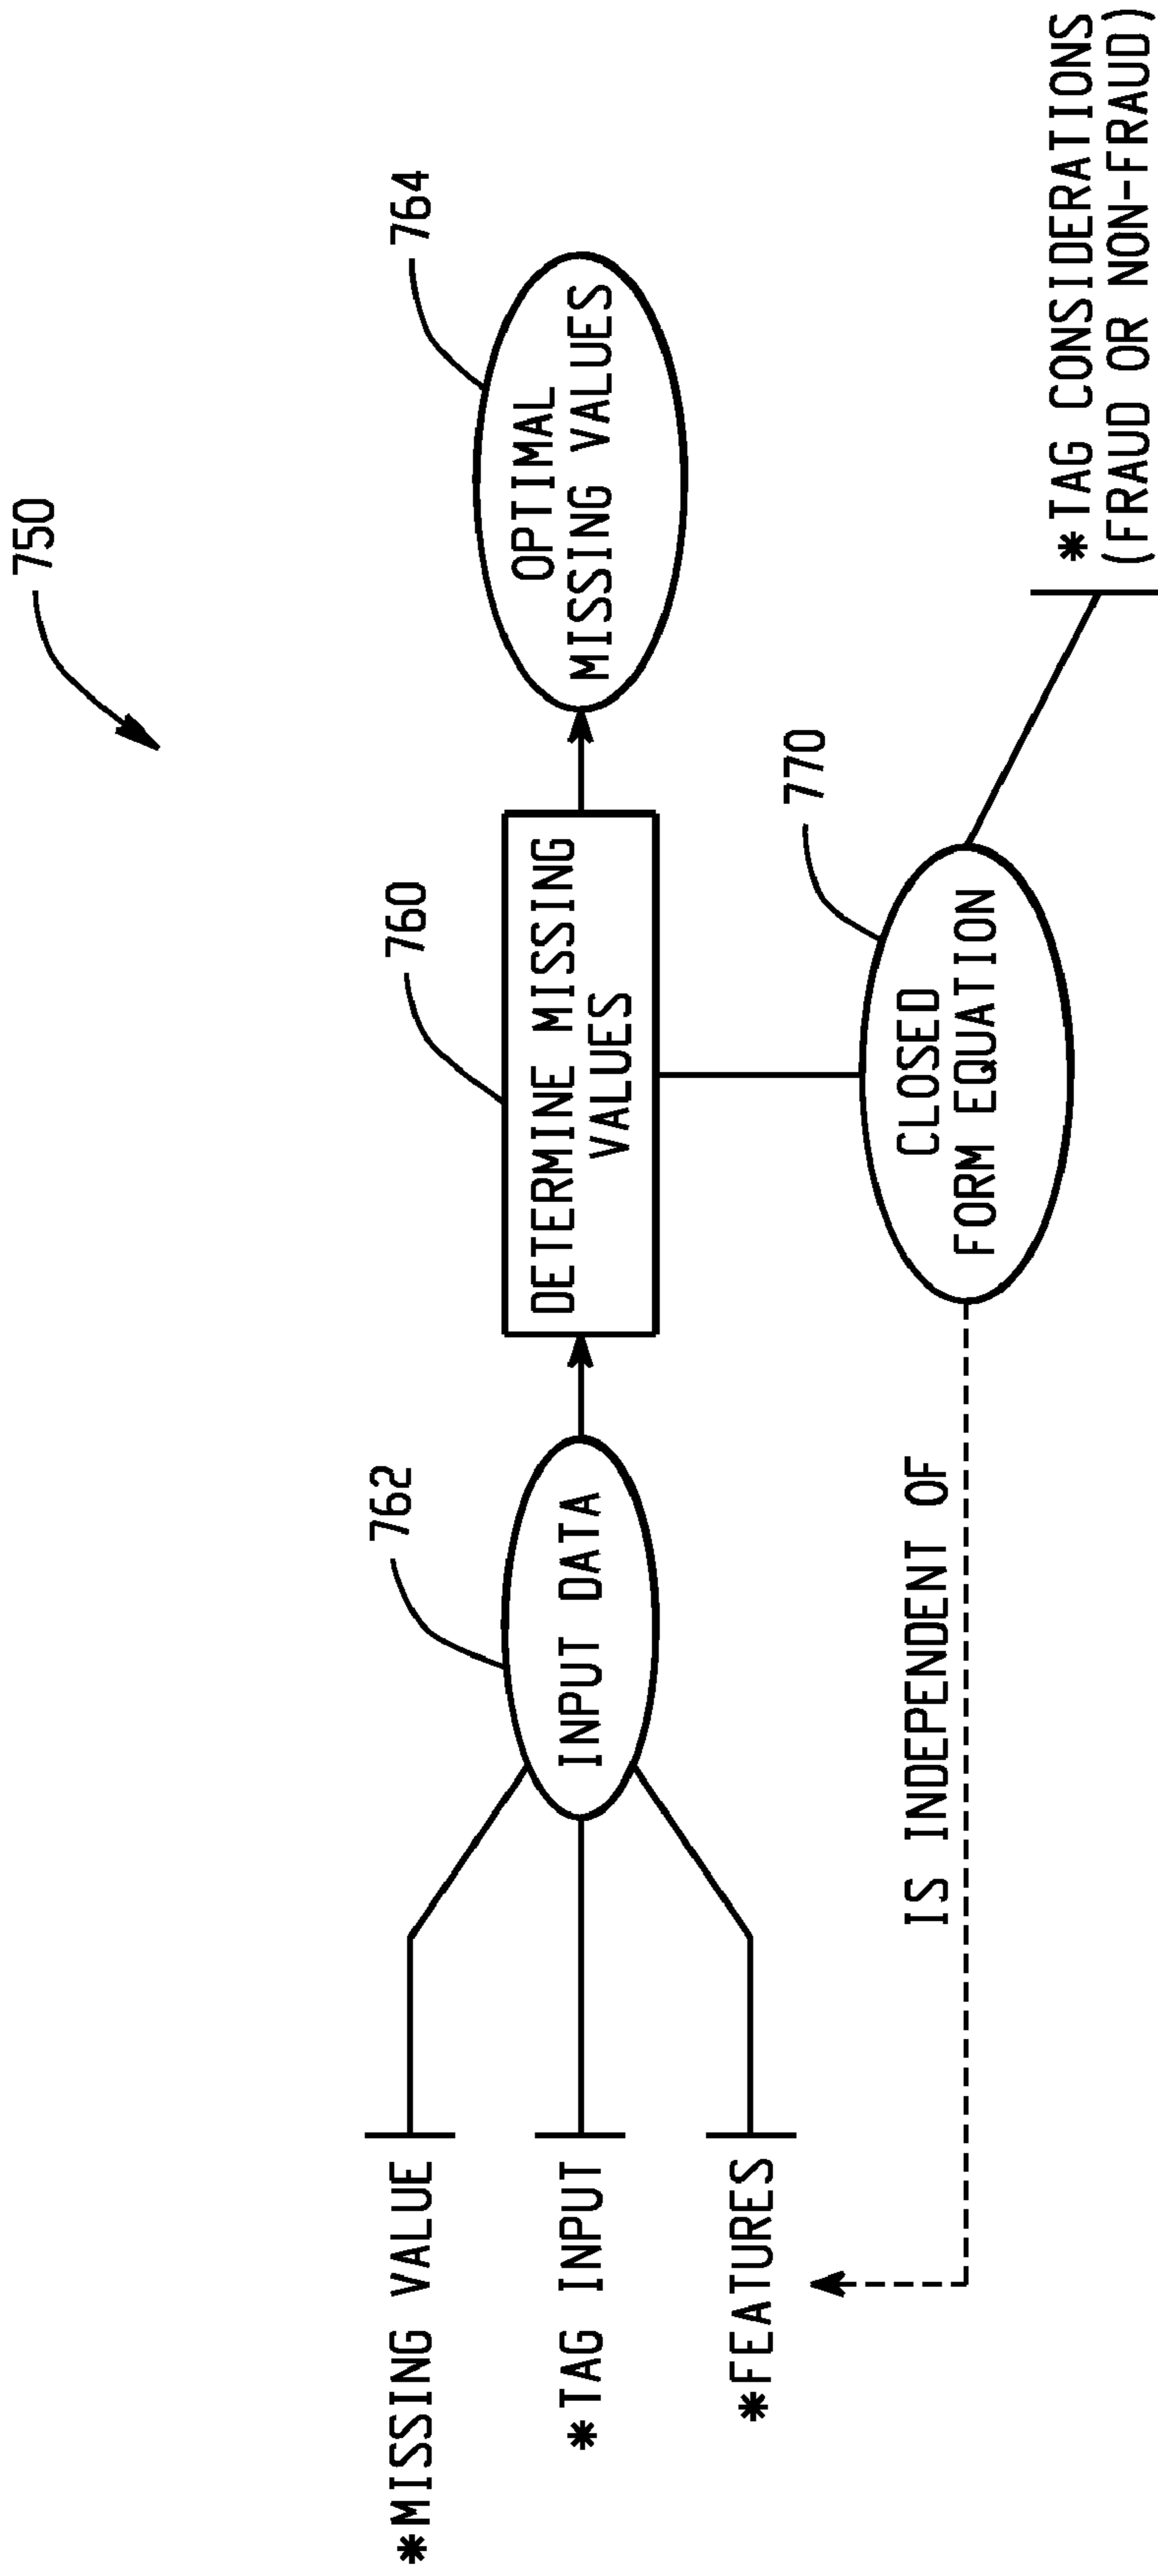 750
*MISSING VALUE
*TAG INPUT
*FEATURES
762
INPUT DATA
760
DETERMINE MISSING
VALUES
764
OPTIMAL
MISSING VALUES
770
CLOSED
FORM EQUATION
IS INDEPENDENT OF
*TAG CONSIDERATIONS
(FRAUD OR NON-FRAUD)